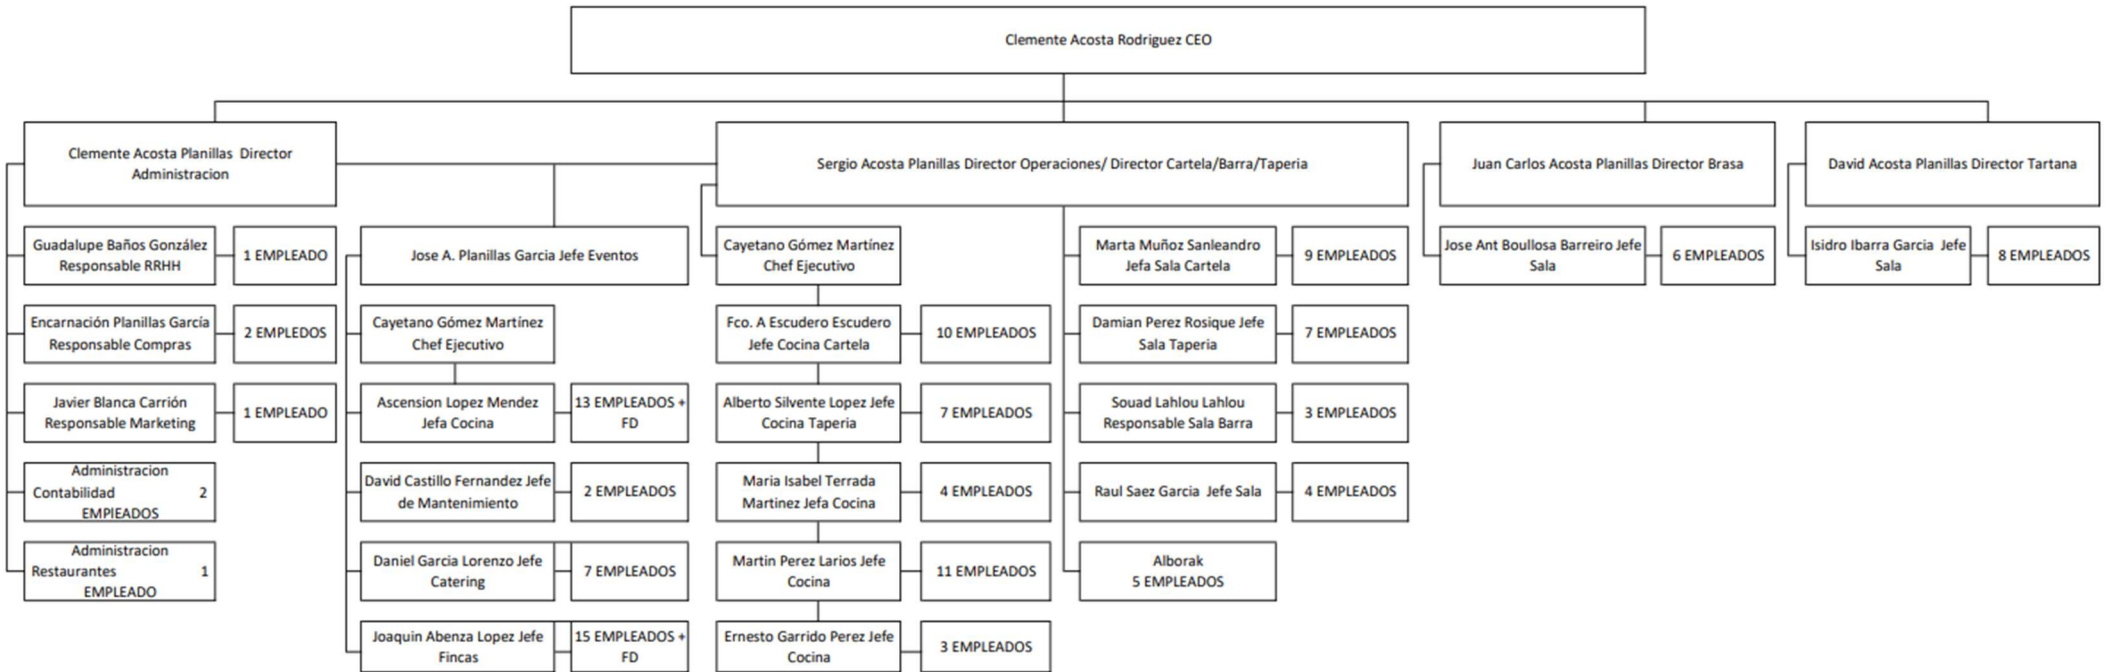 Clemente Acosta Rodriguez CEO
Clemente Acosta Planillas Director
Administracion
Sergio Acosta Planillas Director Operaciones/ Director Cartela/Barra/Taperia
Juan Carlos Acosta Planillas Director Brasa
David Acosta Planillas Director Tartana
Guadalupe Baños González
Responsable RRHH
1 EMPLEADO
Encarnación Planillas García
Responsable Compras
2 EMPLEDOS
Javier Blanca Carrión
Responsable Marketing
1 EMPLEADO
Administracion
Contabilidad 2
EMPlEADOS
Administracion
Restaurantes 1
EMPLEADO
Jose A. Planillas Garcia Jefe Eventos
Cayetano Gómez Martínez
Chef Ejecutivo
Ascension Lopez Mendez
Jefa Cocina
13 EMPLEADOS +
FD
David Castillo Fernandez Jefe
de Mantenimiento
2 EMPLEADOS
Daniel Garcia Lorenzo Jefe
Catering
7 EMPLEADOS
Joaquin Abenza Lopez Jefe
Fincas
15 EMPLEADOS +
FD
Cayetano Gómez Martínez
Chef Ejecutivo
Fco. A Escudero Escudero
Jefe Cocina Cartela
10 EMPLEADOS
Alberto Silvente Lopez Jefe
Cocina Taperia
7 EMPLEADOS
Maria Isabel Terrada
Martinez Jefa Cocina
4 EMPLEADOS
Martin Perez Larios Jefe
Cocina
11 EMPLEADOS
Ernesto Garrido Perez Jefe
Cocina
3 EMPLEADOS
Marta Muñoz Sanleandro
Jefa Sala Cartela
9 EMPLEADOS
Damian Perez Rosique Jefe
Sala Taperia
7 EMPLEADOS
Souad Lahlou Lahlou
Responsable Sala Barra
3 EMPLEADOS
Raul Saez Garcia Jefe Sala
4 EMPLEADOS
Alborak
5 EMPLEADOS
Jose Ant Boullosa Barreiro Jefe
Sala
6 EMPLEADOS
Isidro Ibarra Garcia Jefe
Sala
8 EMPLEADOS